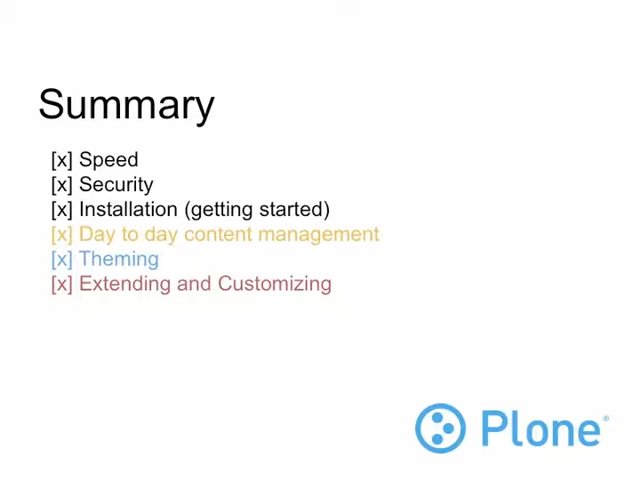 Summary
[x] Speed
[x] Security
[x] Installation (getting started)
[x] Day to day content management
[x] Theming
[x] Extending and Customizing
Plone®